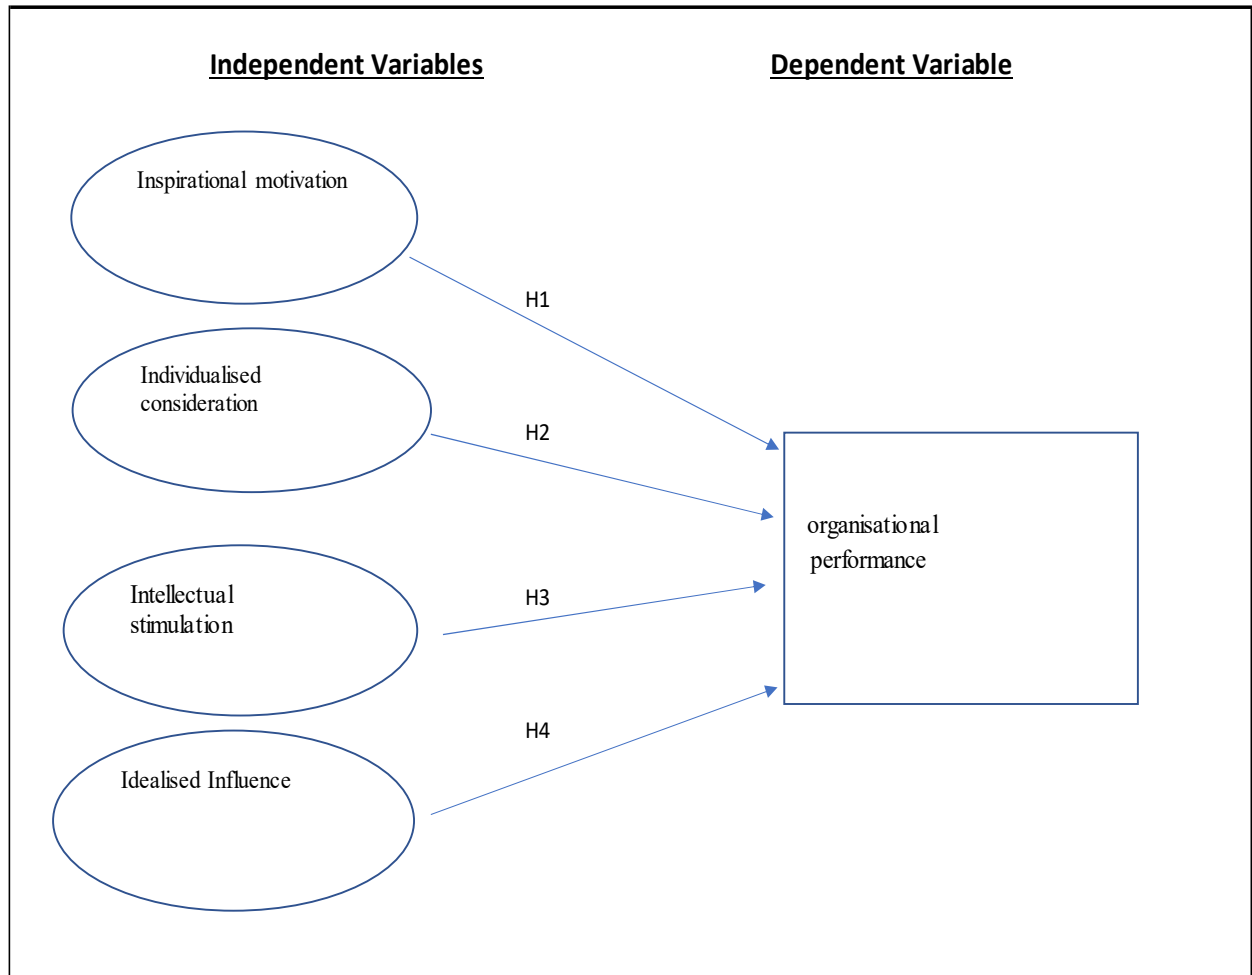 Independent Variables
Dependent Variable
Inspirational motivation
H1
Individualised
consideration
H2
organisational
performance
Intellectual
stimulation
H3
H4
Idealised Influence